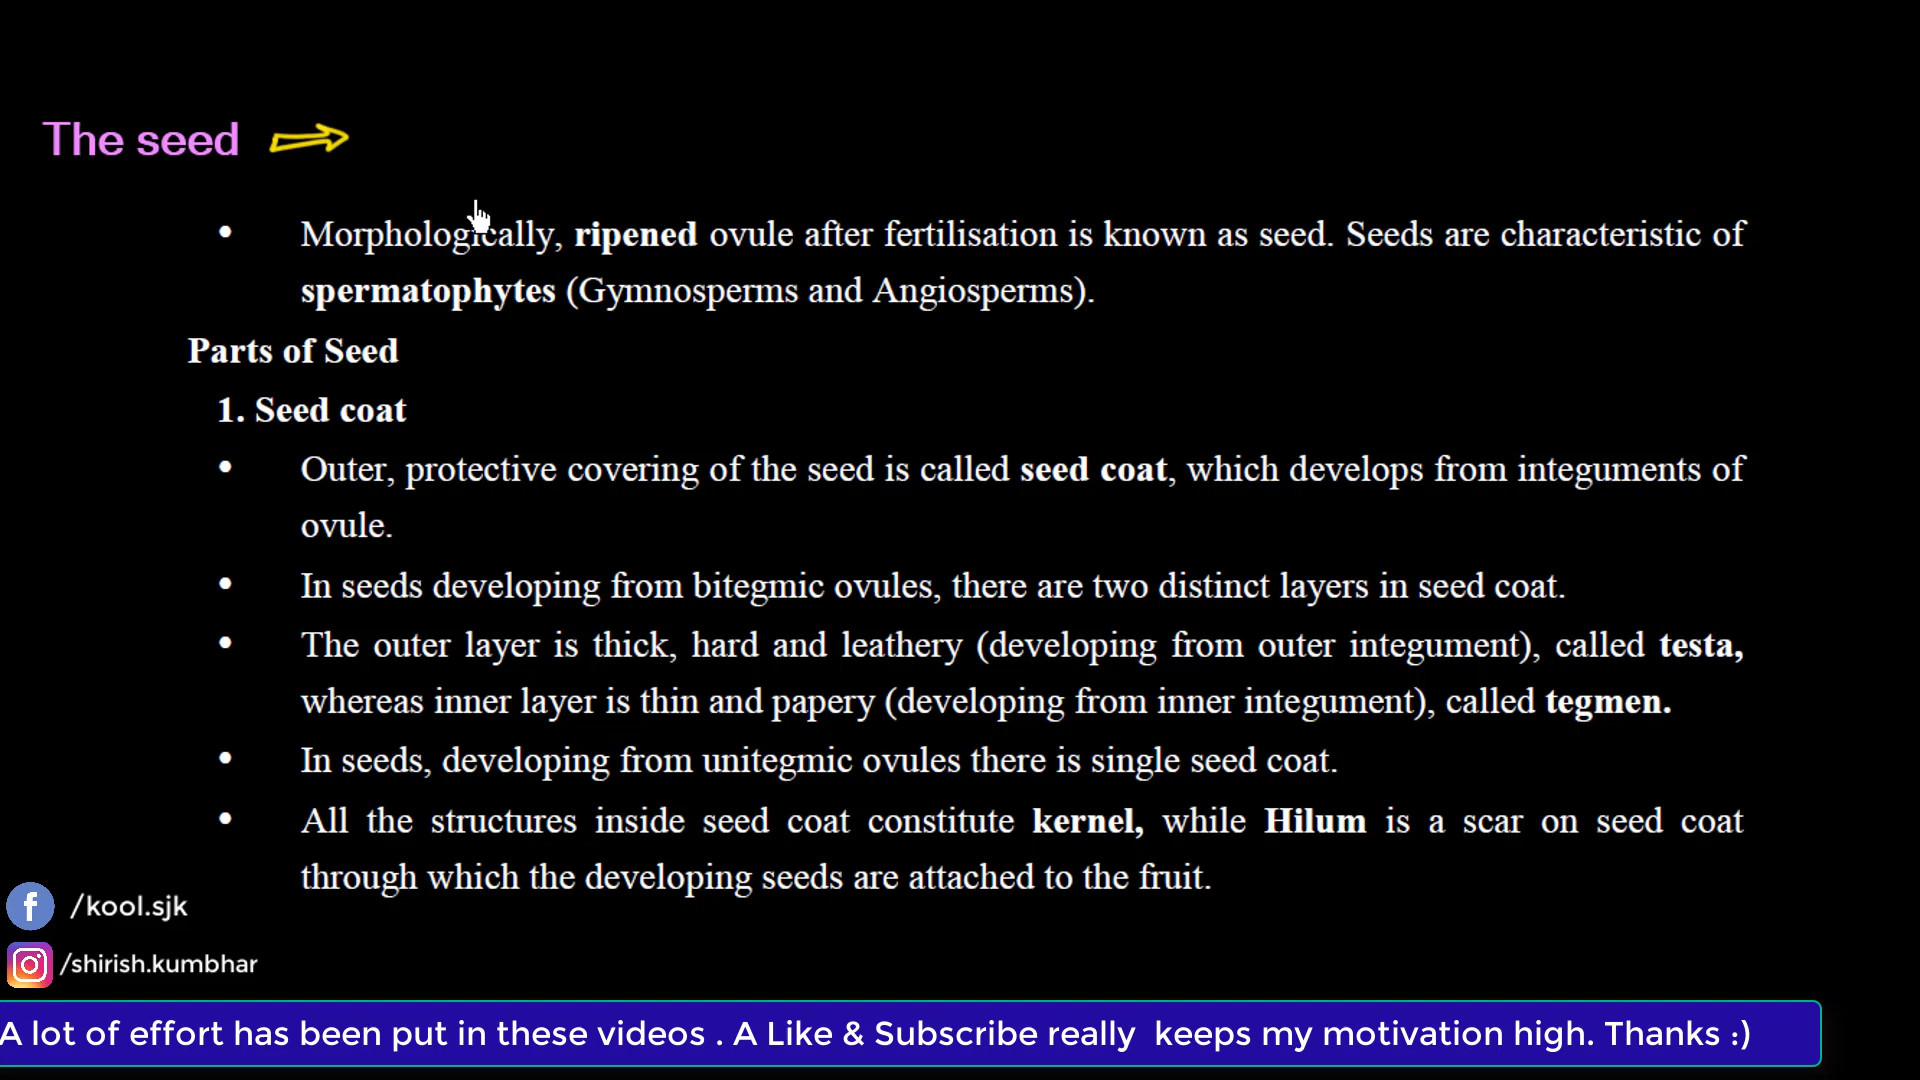 The seed
• Morphologically, ripened ovule after fertilisation is known as seed. Seeds are characteristic of
spermatophytes (Gymnosperms and Angiosperms).
Parts of Seed
1. Seed coat
• Outer, protective covering of the seed is called seed coat, which develops from integuments of
ovule.
• In seeds developing from bitegmic ovules, there are two distinct layers in seed coat.
• The outer layer is thick, hard and leathery (developing from outer integument), called testa,
whereas inner layer is thin and papery (developing from inner integument), called tegmen.
• In seeds, developing from unitegmic ovules there is single seed coat.
• All the structures inside seed coat constitute kernel, while Hilum is a scar on seed coat
through which the developing seeds are attached to the fruit.
/kool.sjk
/shirish.kumbhar
A lot of effort has been put in these videos . A Like & Subscribe really keeps my motivation high. Thanks :)